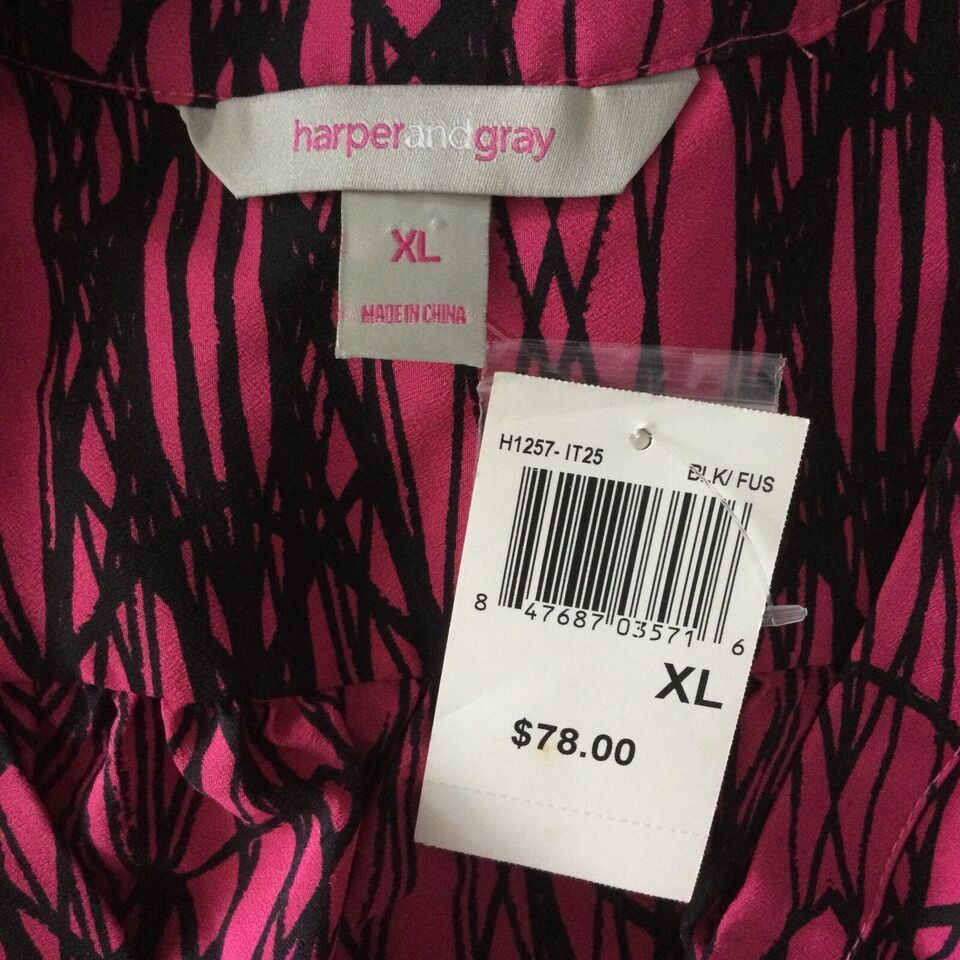 harperandgray
XL
MADE IN CHINA
H1257- IT25
BLK/ FUS
8 47687 03571 6
XL
$78.00